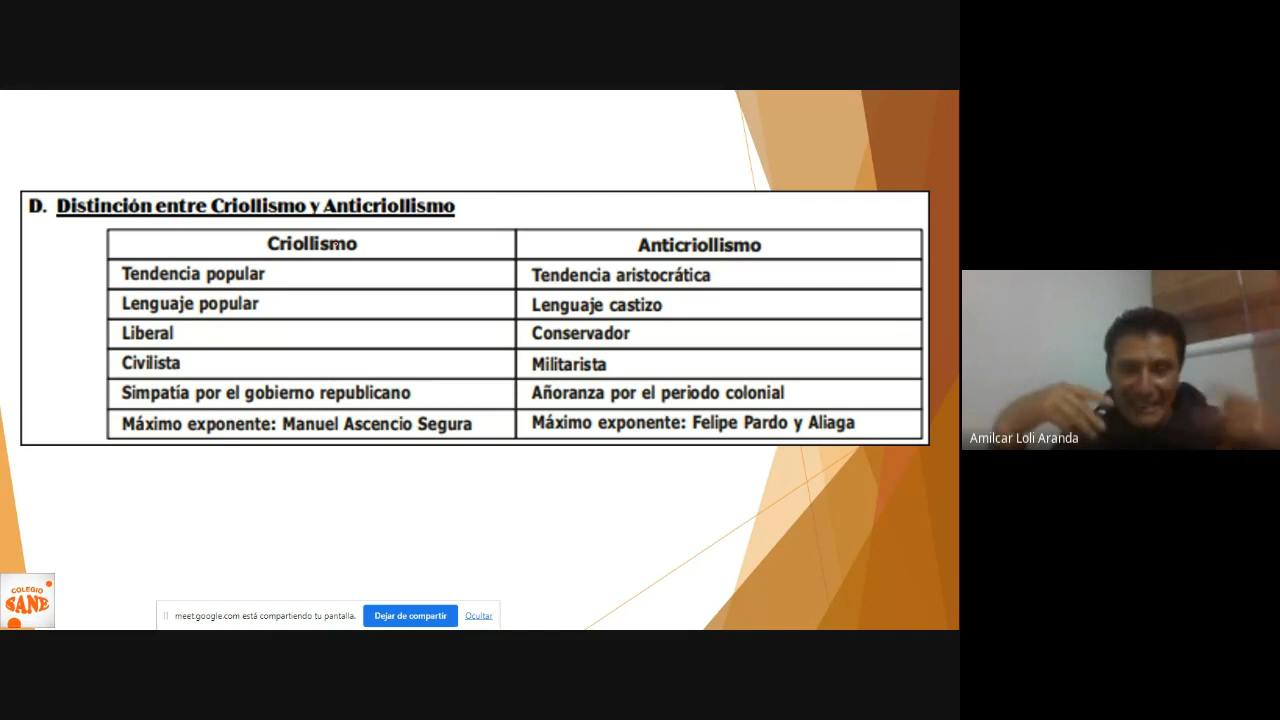 D. Distinción entre Criollismo y Anticriollismo
Criollismo Anticriollismo
Tendencia popular Tendencia aristocrática
Lenguaje popular Lenguaje castizo
Liberal Conservador
Civilista Militarista
Simpatía por el gobierno republicano Añoranza por el periodo colonial
Máximo exponente: Manuel Ascencio Segura Máximo exponente: Felipe Pardo y Aliaga
Amilcar Loli Aranda
COLEGIO
SANE
meet.google.com está compartiendo tu pantalla. Dejar de compartir Ocultar